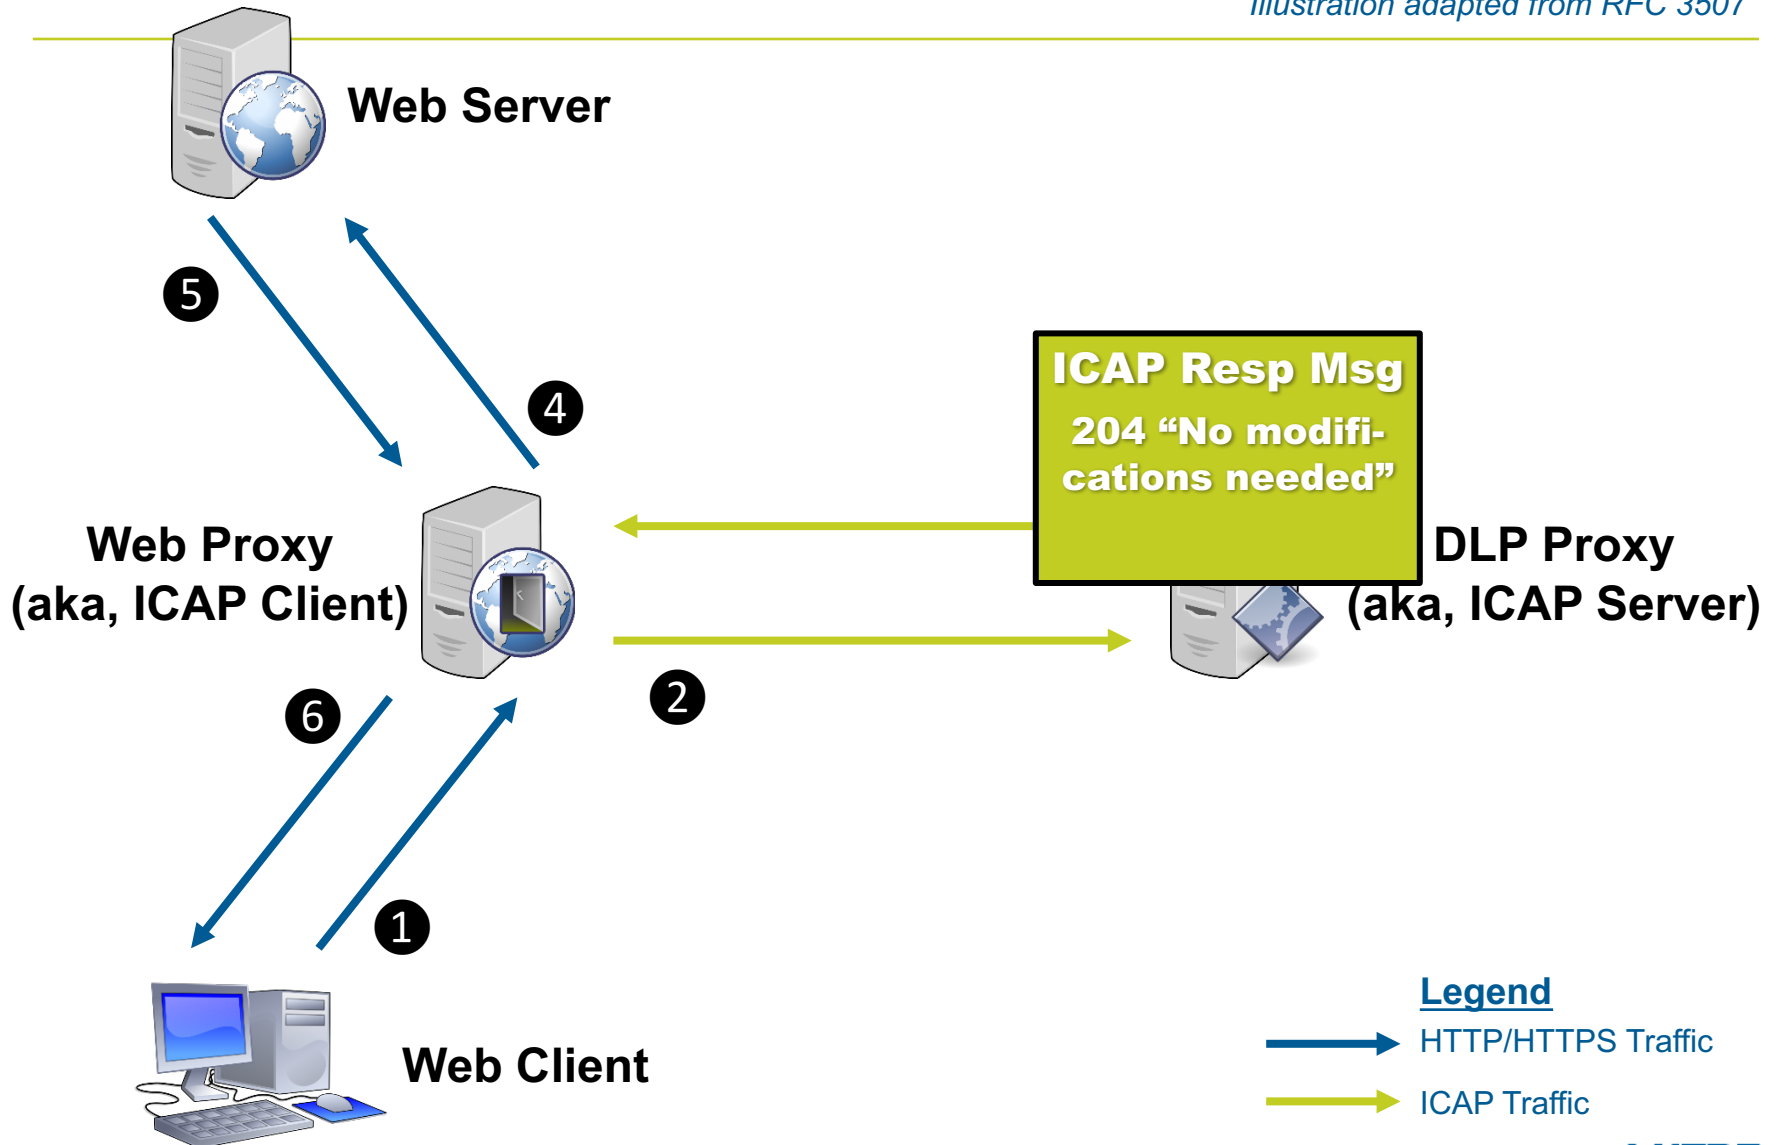 Illustration adapted from RFC 3507
Web Server
5
4
ICAP Resp Msg
204 “No modifi-
cations needed”
Web Proxy
(aka, ICAP Client)
DLP Proxy
(aka, ICAP Server)
6
2
1
Web Client
Legend
HTTP/HTTPS Traffic
ICAP Traffic